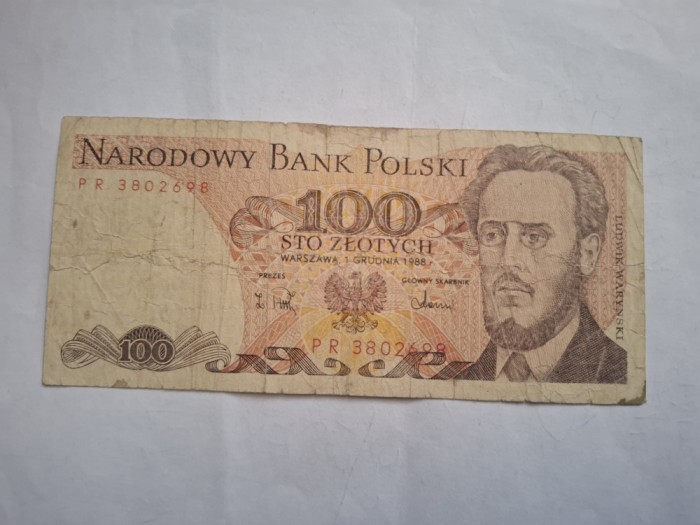 NARODOWY BANK POLSKI
PR 3802698
100
STO ZŁOTYCH
WARSZAWA, 1 GRUDNIA 1988 r.
PREZES
GŁÓWNY SKARBNIK
LUDWIK WARYŃSKI
PR 3802698
100